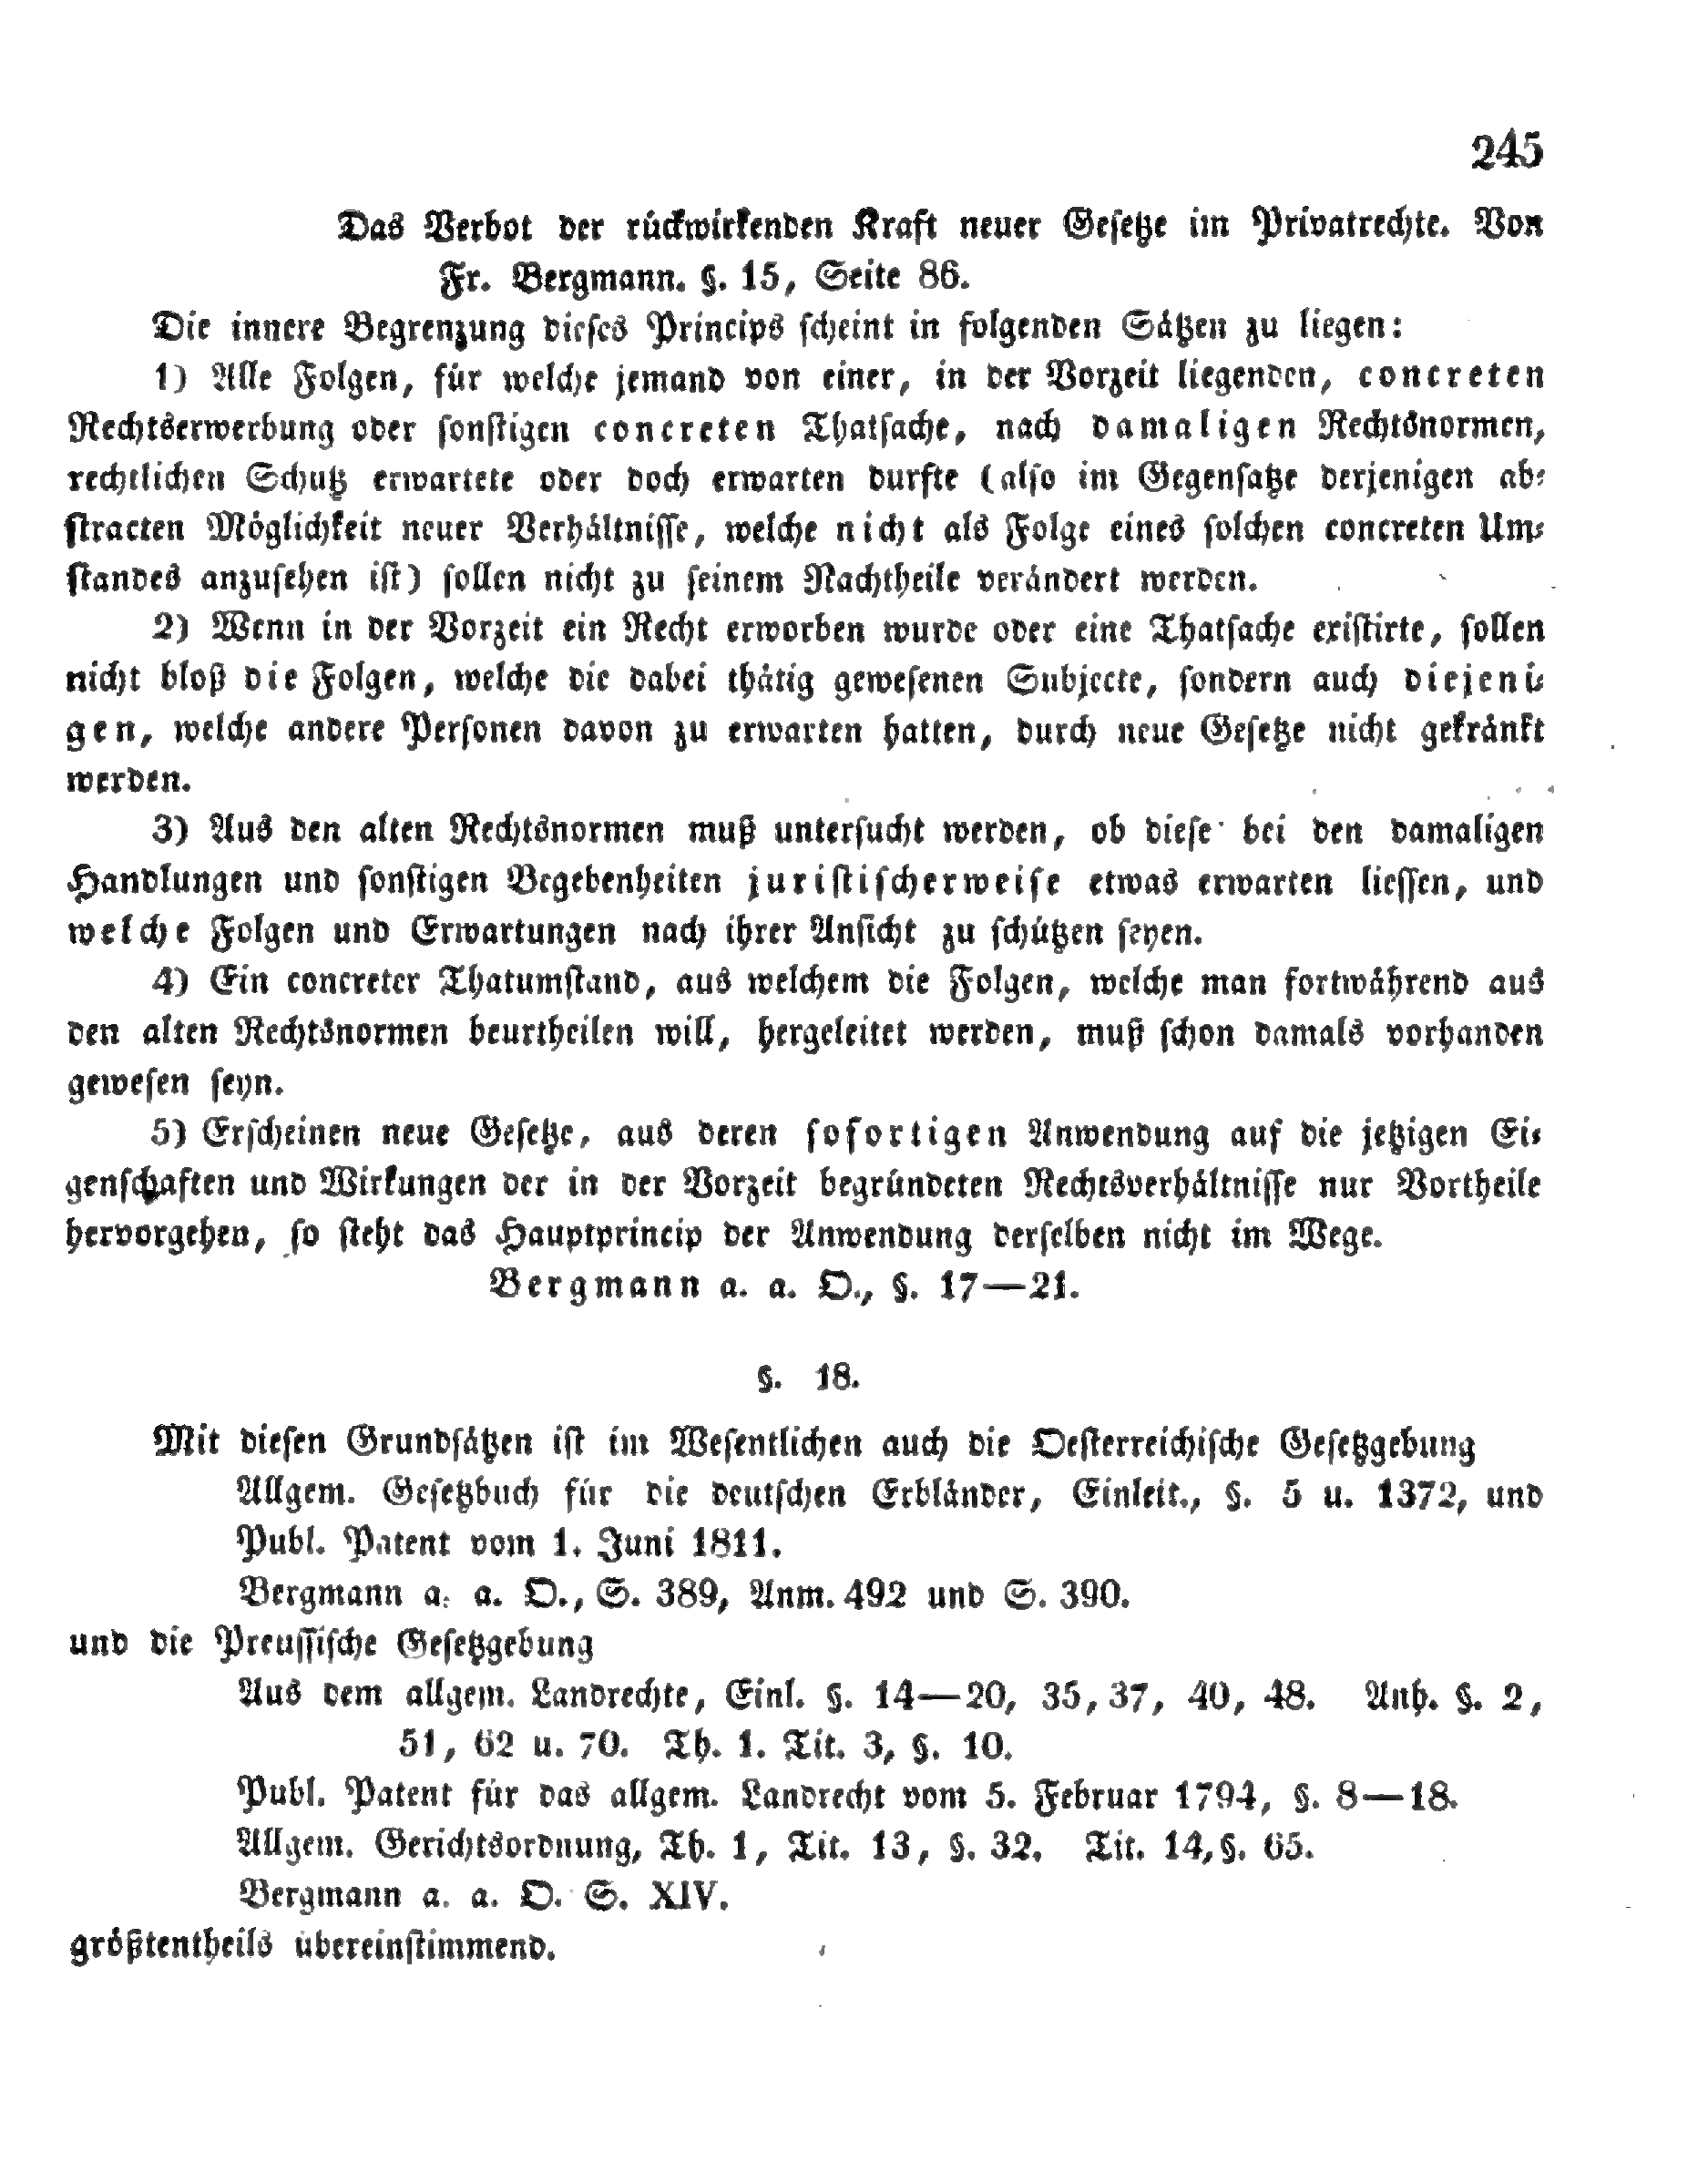 245
Das Verbot der rückwirkenden Kraft neuer Gesetze im Privatrechte. Von
Fr. Bergmann. §. 15, Seite 86.
Die innere Begrenzung dieses Princips scheint in folgenden Sätzen zu liegen:
1) Alle Folgen, für welche jemand von einer, in der Vorzeit liegenden, concreten
Rechtserwerbung oder sonstigen concreten Thatsache, nach damaligen Rechtsnormen,
rechtlichen Schutz erwartete oder doch erwarten durfte (also im Gegensatze derjenigen ab-
stracten Möglichkeit neuer Verhältnisse, welche nicht als Folge eines solchen concreten Um-
standes anzusehen ist) sollen nicht zu seinem Nachtheile verändert werden.
2) Wenn in der Vorzeit ein Recht erworben wurde oder eine Thatsache existirte, sollen
nicht bloß die Folgen, welche die dabei thätig gewesenen Subjecte, sondern auch diejeni-
gen, welche andere Personen davon zu erwarten hatten, durch neue Gesetze nicht gekränkt
werden.
3) Aus den alten Rechtsnormen muß untersucht werden, ob diese bei den damaligen
Handlungen und sonstigen Begebenheiten juristischerweise etwas erwarten liessen, und
welche Folgen und Erwartungen nach ihrer Ansicht zu schützen seyen.
4) Ein concreter Thatumstand, aus welchem die Folgen, welche man fortwährend aus
den alten Rechtsnormen beurtheilen will, hergeleitet werden, muß schon damals vorhanden
gewesen seyn.
5) Erscheinen neue Gesetze, aus deren sofortigen Anwendung auf die jetzigen Ei-
genschaften und Wirkungen der in der Vorzeit begründeten Rechtsverhältnisse nur Vortheile
hervorgehen, so steht das Hauptprincip der Anwendung derselben nicht im Wege.
Bergmann a. a. O., §. 17—21.
§. 18.
Mit diesen Grundsätzen ist im Wesentlichen auch die Oesterreichische Gesetzgebung
Allgem. Gesetzbuch für die deutschen Erbländer, Einleit., §. 5 u. 1372, und
Publ. Patent vom 1. Juni 1811.
Bergmann a. a. O., S. 389, Anm. 492 und S. 390.
und die Preussische Gesetzgebung
Aus dem allgem. Landrechte, Einl. §. 14—20, 35, 37, 40, 48. Anh. §. 2,
51, 62 u. 70. Th. 1. Tit. 3, §. 10.
Publ. Patent für das allgem. Landrecht vom 5. Februar 1794, §. 8—18.
Allgem. Gerichtsordnung, Th. 1, Tit. 13, §. 32. Tit. 14, §. 65.
Bergmann a. a. O. S. XIV.
größtentheils übereinstimmend.